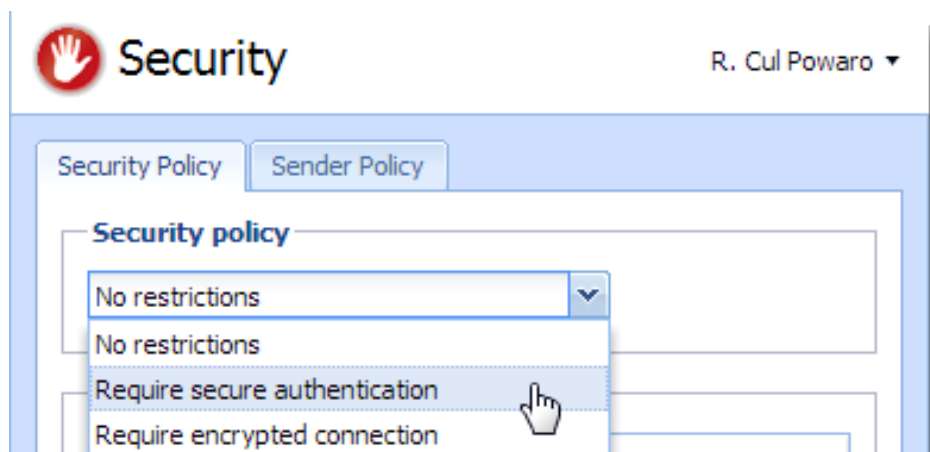 Security
R. Cul Powaro
Security Policy
Sender Policy
Security policy
No restrictions
No restrictions
Require secure authentication
Require encrypted connection